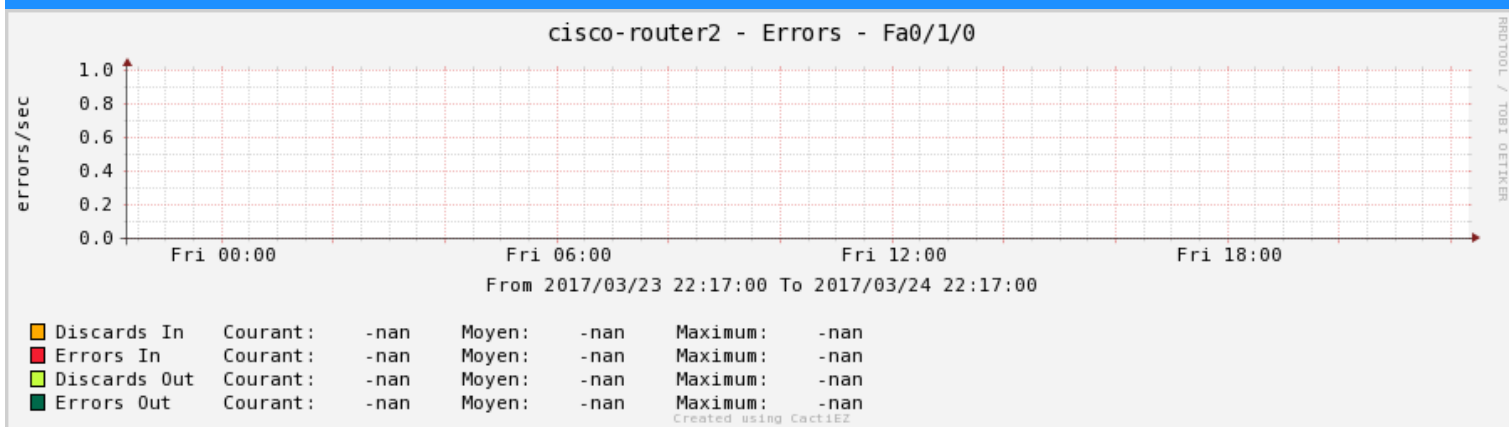 cisco-router2 - Errors - Fa0/1/0
RRDTOOL / TOBI OETIKER
errors/sec
1.0
0.8
0.6
0.4
0.2
0.0
Fri 00:00 Fri 06:00 Fri 12:00 Fri 18:00
From 2017/03/23 22:17:00 To 2017/03/24 22:17:00
Discards In Courant: -nan Moyen: -nan Maximum: -nan
Errors In Courant: -nan Moyen: -nan Maximum: -nan
Discards Out Courant: -nan Moyen: -nan Maximum: -nan
Errors Out Courant: -nan Moyen: -nan Maximum: -nan
Created using CactiEZ